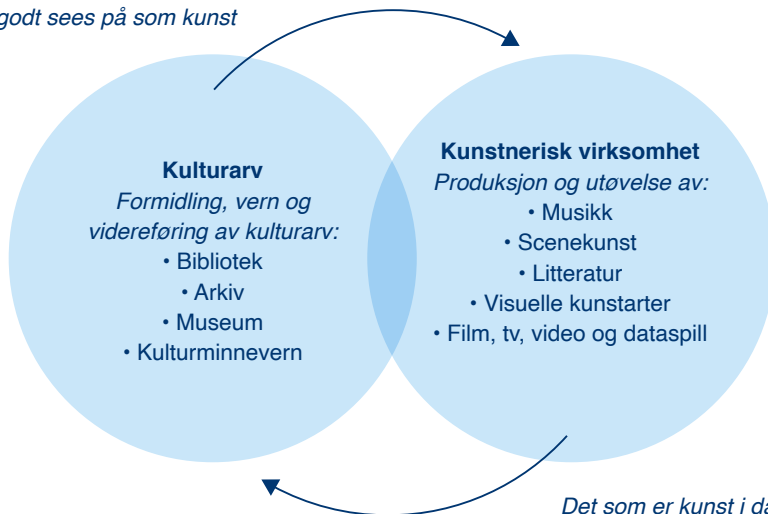 godt sees på som kunst
Kulturarv
Formidling, vern og
videreføring av kulturarv:
• Bibliotek
• Arkiv
• Museum
• Kulturminnevern
Kunstnerisk virksomhet
Produksjon og utøvelse av:
• Musikk
• Scenekunst
• Litteratur
• Visuelle kunstarter
• Film, tv, video og dataspill
Det som er kunst i